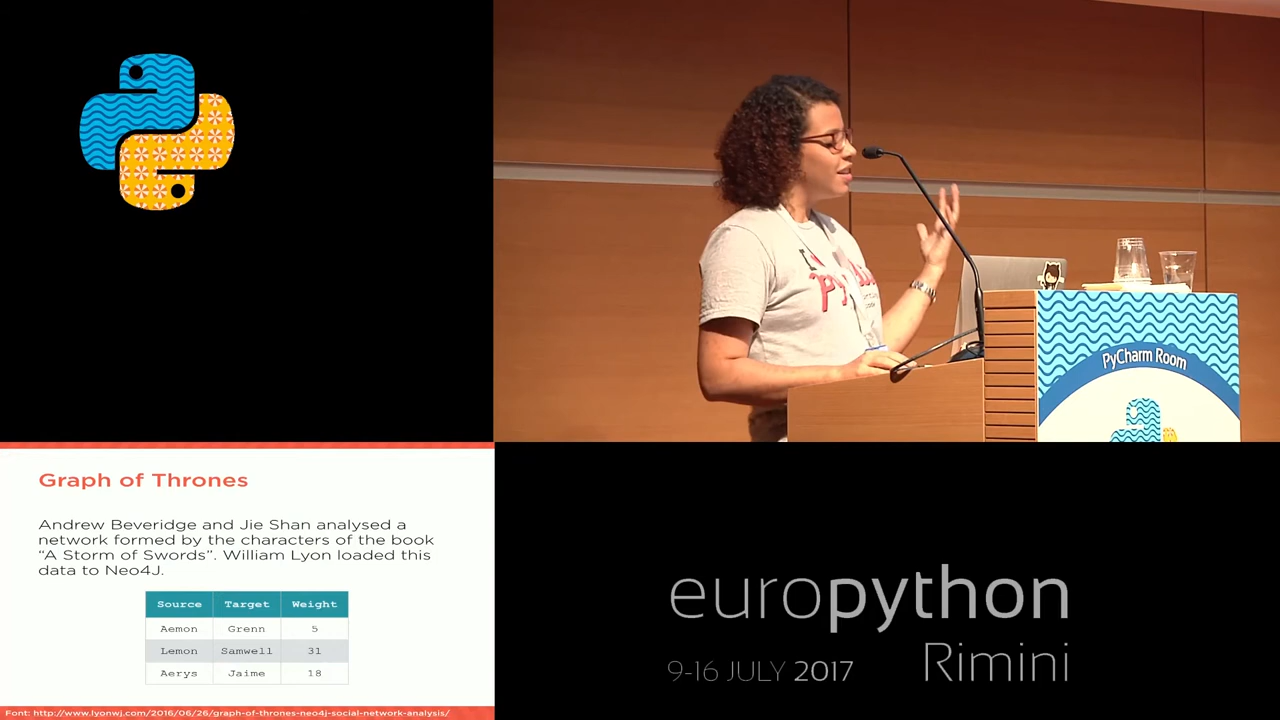 PyCharm Room
Graph of Thrones
Andrew Beveridge and Jie Shan analysed a
network formed by the characters of the book
“A Storm of Swords”. William Lyon loaded this
data to Neo4J.
Source Target Weight
Aemon Grenn 5
Lemon Samwell 31
Aerys Jaime 18
Font: http://www.lyonwj.com/2016/06/26/graph-of-thrones-neo4j-social-network-analysis/
europython
Rimini
9-16 JULY 2017